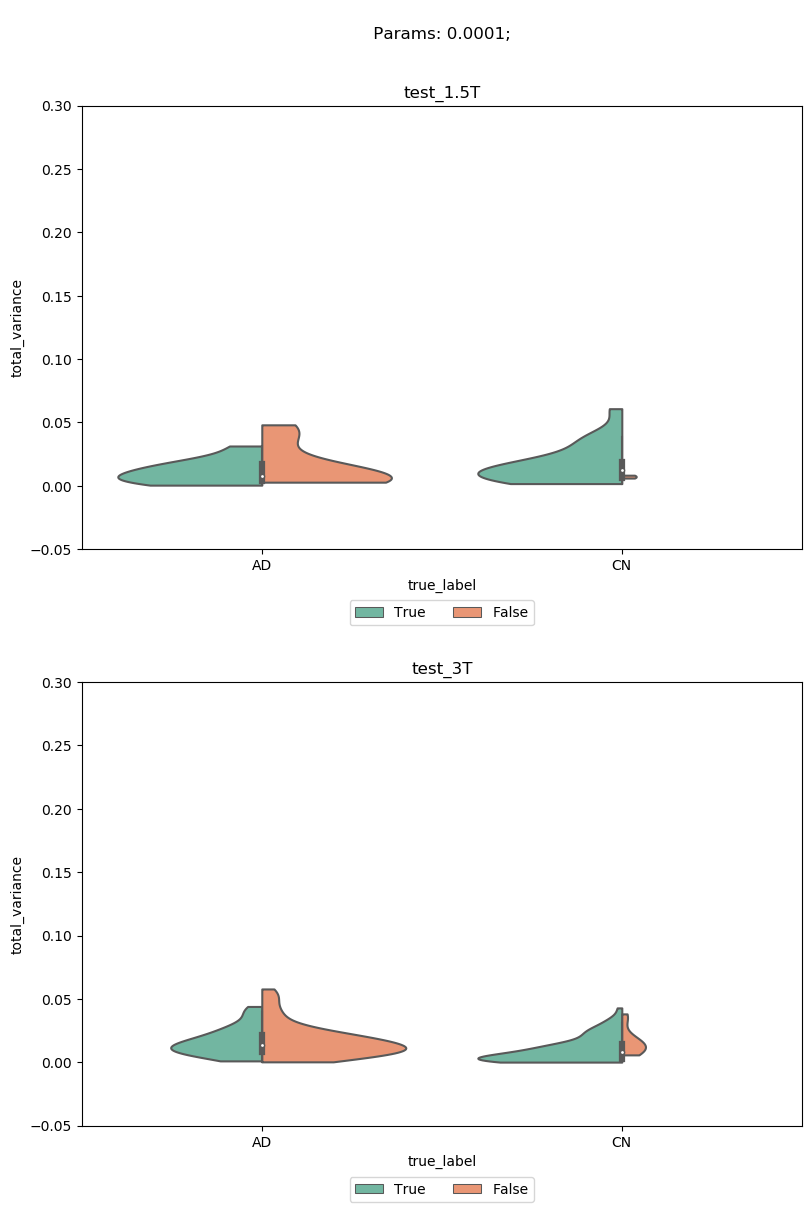 Params: 0.0001;
test_1.5T
0.30
0.25
0.20
0.15
0.10
0.05
0.00
−0.05
total_variance
AD CN
true_label
True False
test_3T
0.30
0.25
0.20
0.15
0.10
0.05
0.00
−0.05
total_variance
AD CN
true_label
True False